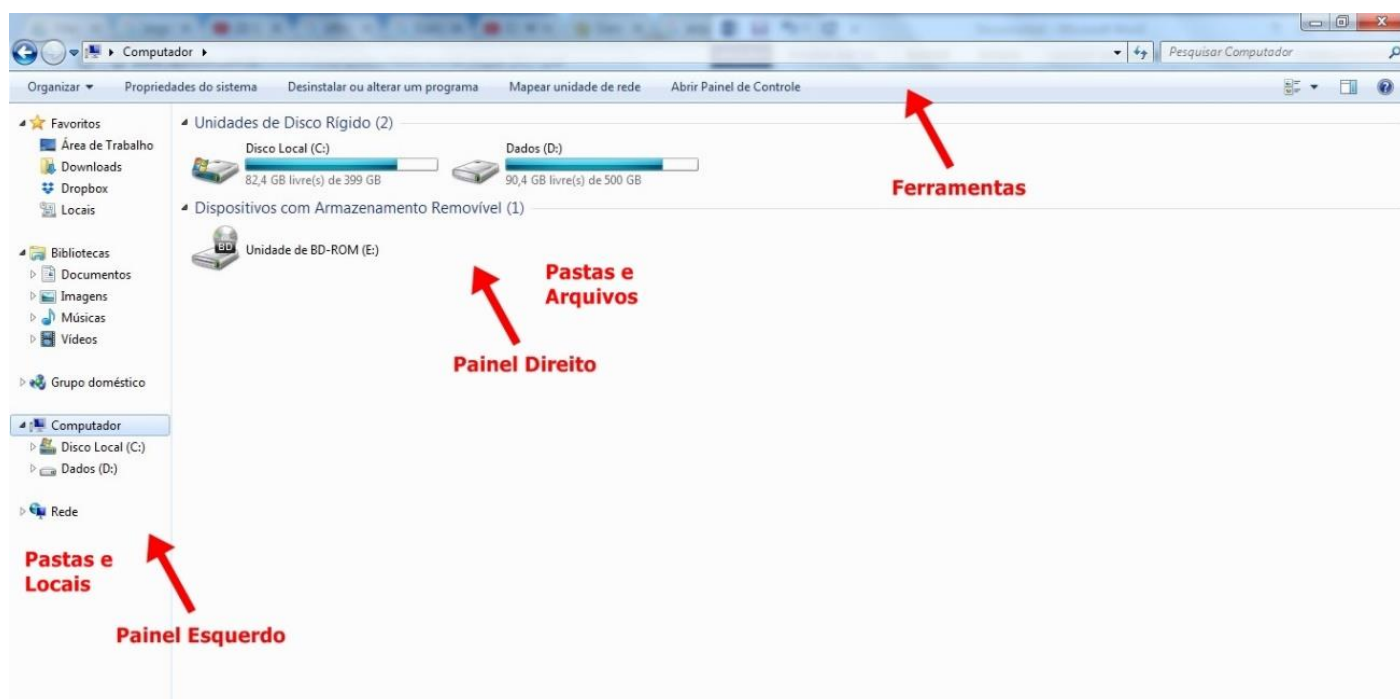 Computador
Pesquisar Computador
Organizar Propriedades do sistema Desinstalar ou alterar um programa Mapear unidade de rede Abrir Painel de Controle
Ferramentas
Favoritos
Área de Trabalho
Downloads
Dropbox
Locais
Bibliotecas
Documentos
Imagens
Músicas
Vídeos
Grupo doméstico
Computador
Disco Local (C:)
Dados (D:)
Rede
Pastas e
Locais
Painel Esquerdo
Unidades de Disco Rígido (2)
Disco Local (C:)
82,4 GB livre(s) de 399 GB
Dados (D:)
90,4 GB livre(s) de 500 GB
Dispositivos com Armazenamento Removível (1)
BD
Unidade de BD-ROM (E:)
Pastas e
Arquivos
Painel Direito